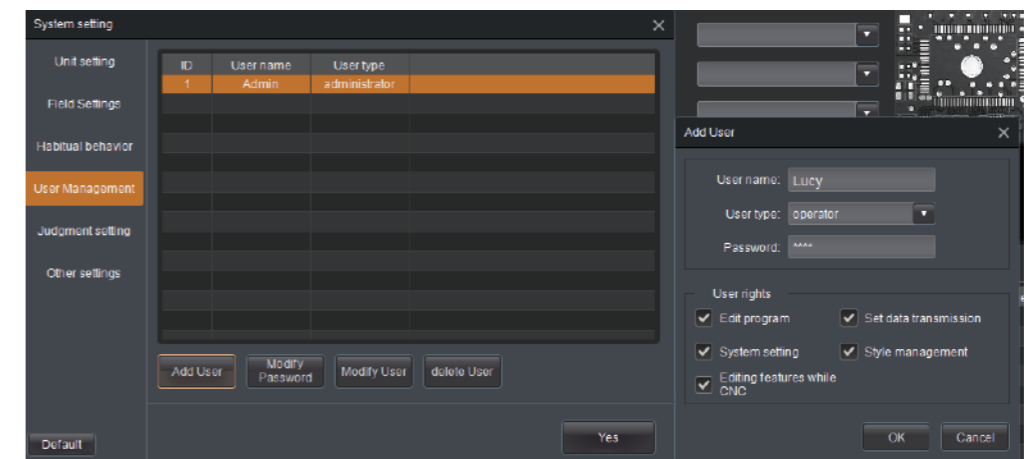 System setting
Unit setting
Field Settings
Habitual behavior
User Management
Judgment setting
Other settings
Default
ID User name User type
1 Admin administrator
Add User
Modify
Password
Modify User
delete User
Yes
Add User
User name: Lucy
User type: operator
Password: ****
User rights
Edit program
Set data transmission
System setting
Style management
Editing features while
CNC
OK
Cancel